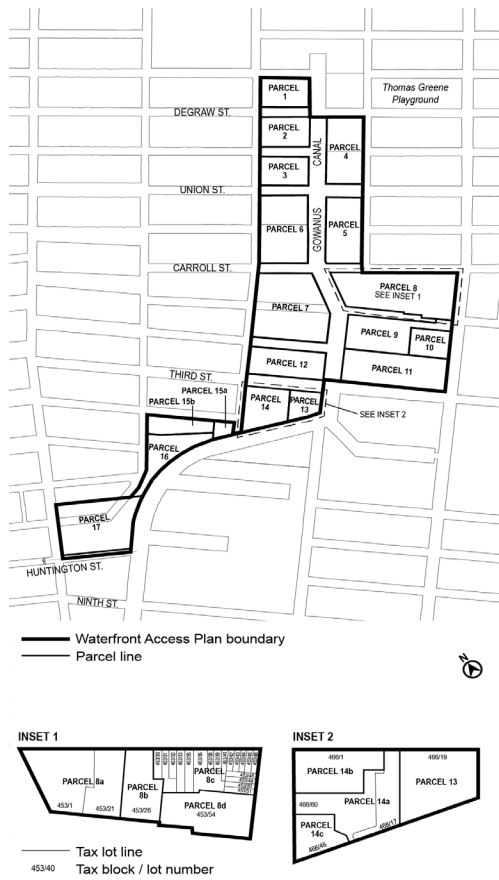 PARCEL
1
Thomas Greene
Playground
DEGRAW ST.
PARCEL
2
CANAL
PARCEL
4
PARCEL
3
UNION ST.
GOWANUS
PARCEL 6
PARCEL
5
CARROLL ST.
PARCEL 8
SEE INSET 1
PARCEL 7
PARCEL 9
PARCEL
10
PARCEL 12
PARCEL 11
THIRD ST.
PARCEL 15a
PARCEL 15b
PARCEL
14
PARCEL
13
SEE INSET 2
PARCEL
16
PARCEL
17
HUNTINGTON ST.
NINTH ST.
Waterfront Access Plan boundary
Parcel line
N
INSET 1
PARCEL 8a
453/1
453/21
PARCEL
8b
453/26
PARCEL
8c
PARCEL 8d
453/54
INSET 2
466/1
466/19
PARCEL 14b
PARCEL 13
466/60
PARCEL 14a
PARCEL
14c
466/17
466/46
Tax lot line
453/40
Tax block / lot number